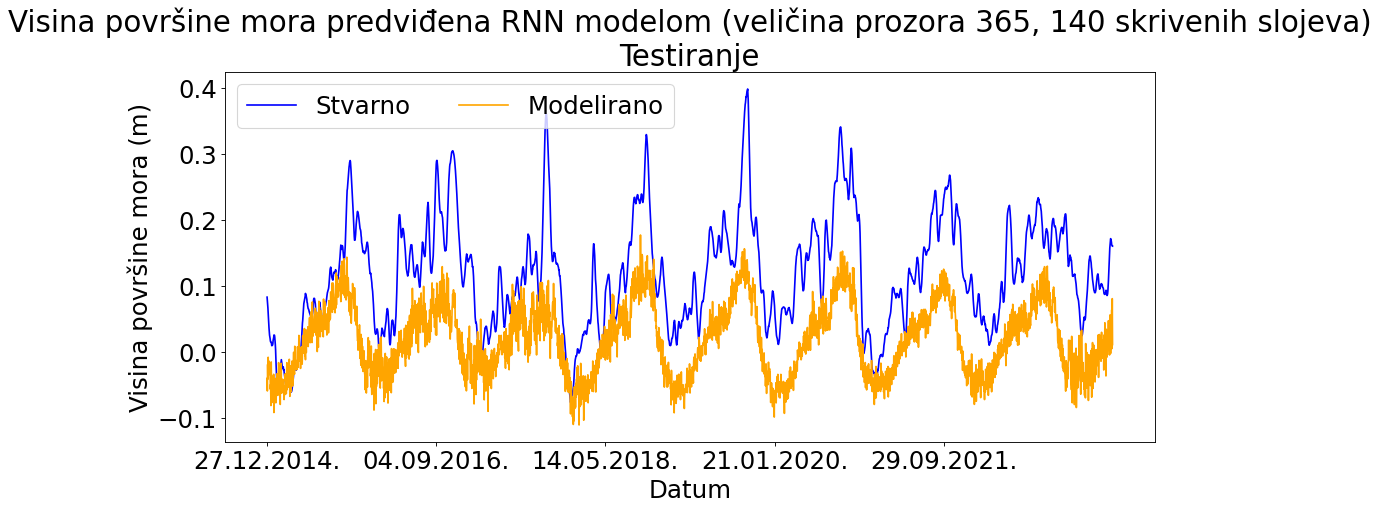 Visina površine mora predviđena RNN modelom (veličina prozora 365, 140 skrivenih slojeva)
Testiranje
Stvarno
Modelirano
Visina površine mora (m)
0.4
0.3
0.2
0.1
0.0
−0.1
27.12.2014.
04.09.2016.
14.05.2018.
21.01.2020.
29.09.2021.
Datum